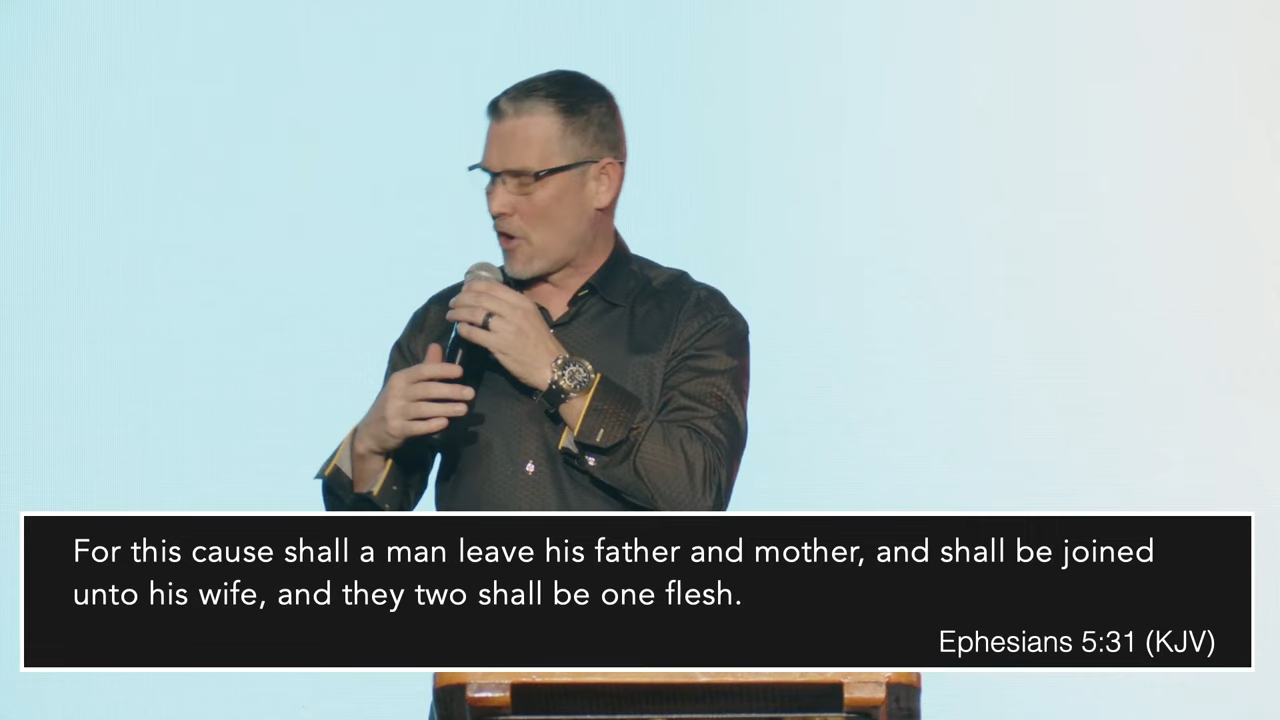 For this cause shall a man leave his father and mother, and shall be joined
unto his wife, and they two shall be one flesh.
Ephesians 5:31 (KJV)